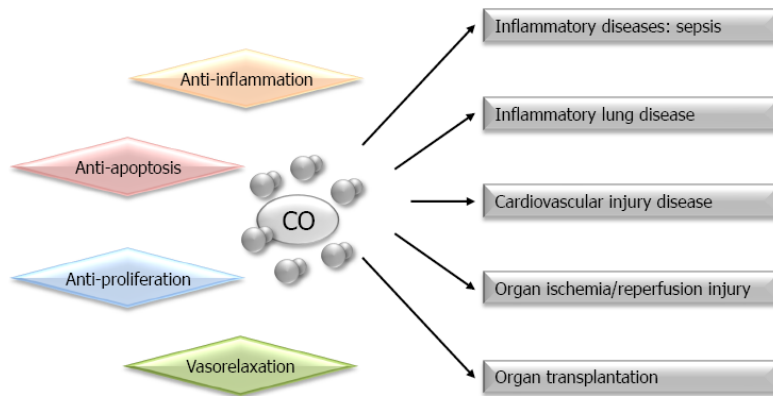 Anti-inflammation
Anti-apoptosis
Anti-proliferation
Vasorelaxation
CO
Inflammatory diseases: sepsis
Inflammatory lung disease
Cardiovascular injury disease
Organ ischemia/reperfusion injury
Organ transplantation